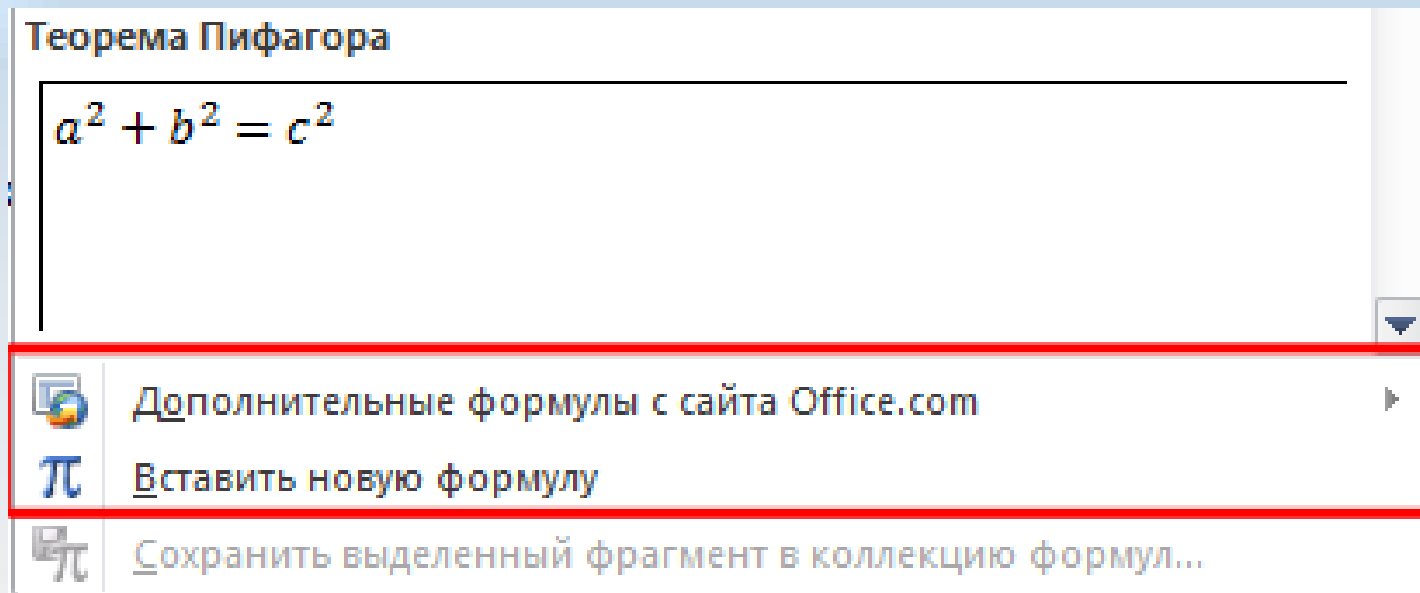 Теорема Пифагора
a² + b² = c²
Дополнительные формулы с сайта Office.com
Вставить новую формулу
Сохранить выделенный фрагмент в коллекцию формул...